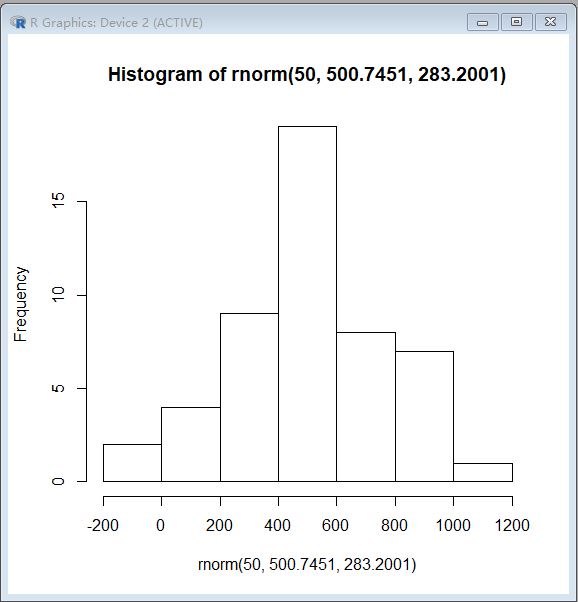 R Graphics: Device 2 (ACTIVE)
Histogram of rnorm(50, 500.7451, 283.2001)
Frequency
15
10
5
0
-200 0 200 400 600 800 1000 1200
rnorm(50, 500.7451, 283.2001)